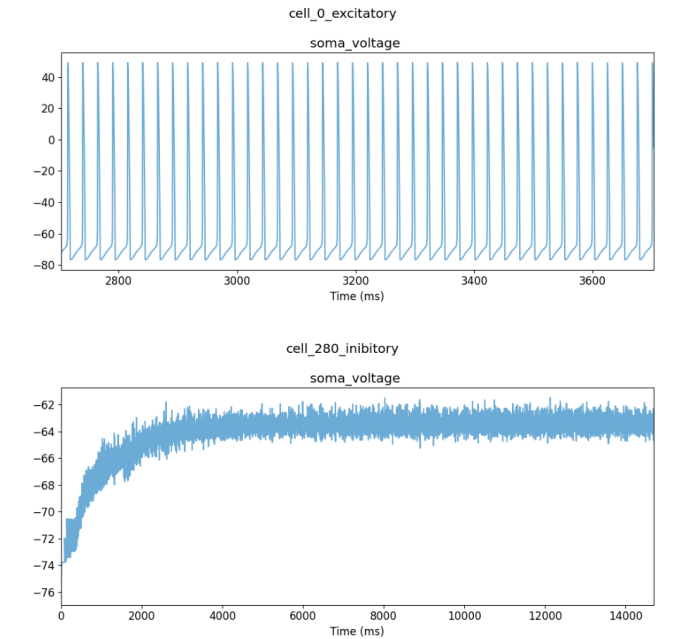 cell_0_excitatory
soma_voltage
40
20
0
−20
−40
−60
−80
2800 3000 3200 3400 3600
Time (ms)
cell_280_inibitory
soma_voltage
−62
−64
−66
−68
−70
−72
−74
−76
0 2000 4000 6000 8000 10000 12000 14000
Time (ms)